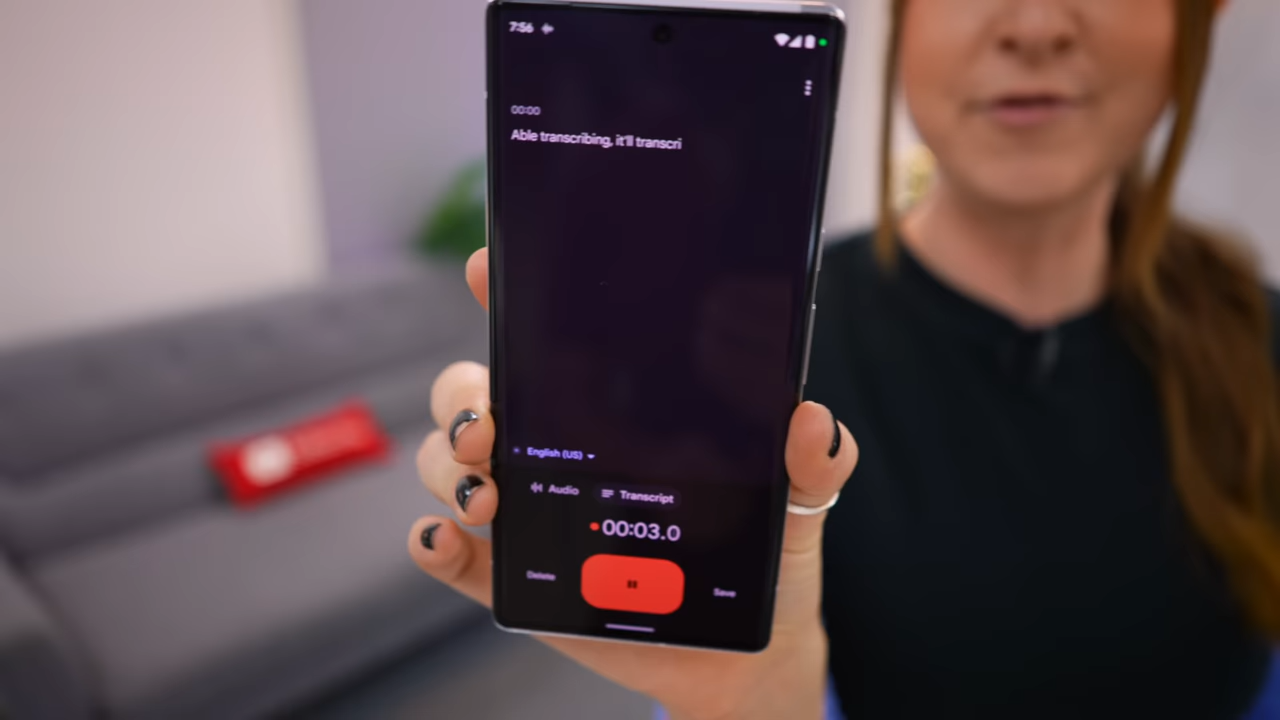 7:56
00:00
Able transcribing, it'll transcri
English (US)
Audio Transcript
00:03.0
Delete Save